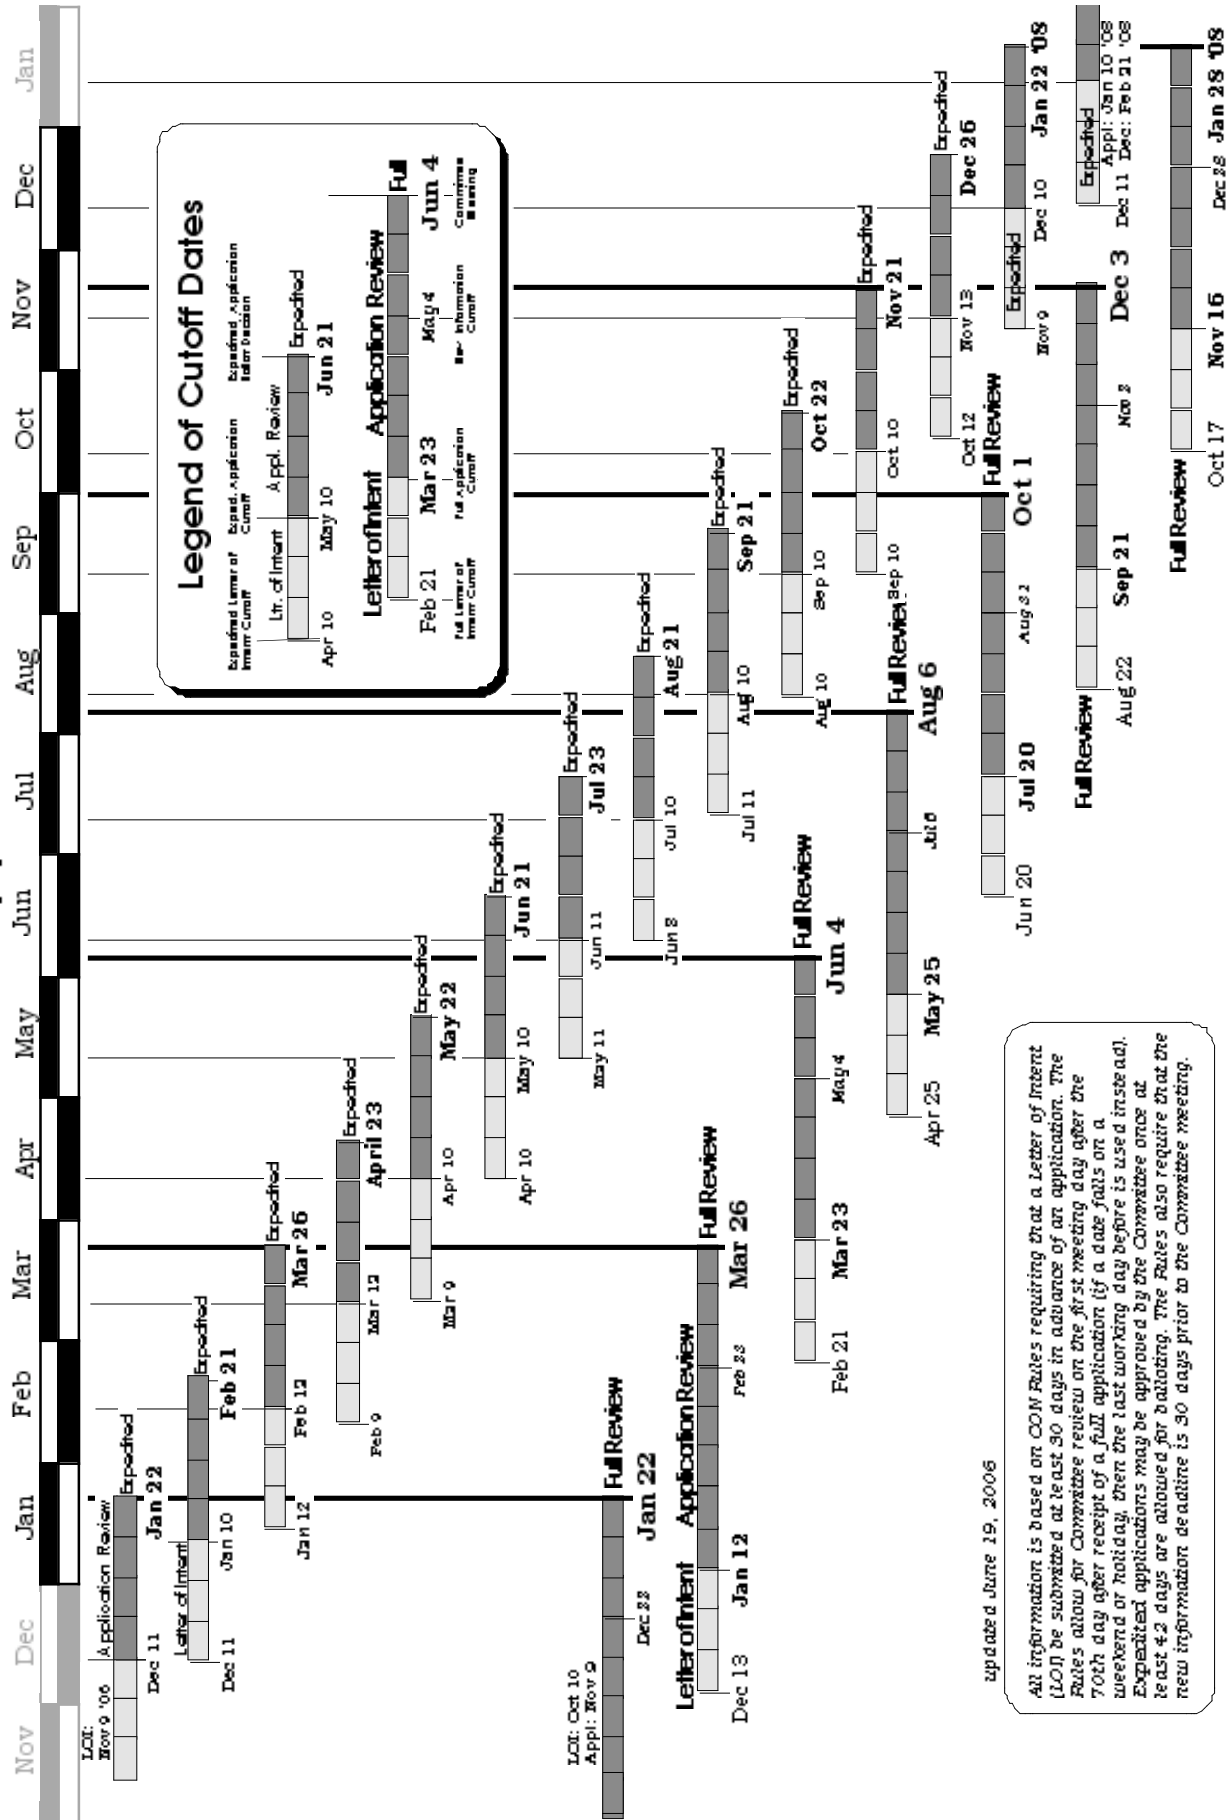 Nov Dec Jan Feb Mar Apr May Jun Jul Aug Sep Oct Nov Dec Jan
LOI:
Nov 9 '06
Application Review
Expedited
Dec 11
Jan 22
Letter of Intent
Expedited
Dec 11
Jan 10
Feb 21
Expedited
Jan 12
Feb 12
Mar 26
Expedited
Feb 9
Mar 12
April 23
Expedited
Mar 9
Apr 10
May 22
Expedited
Apr 10
May 10
Jun 21
Expedited
May 11
Jun 11
Jul 23
Expedited
Jun 8
Jul 10
Aug 21
Expedited
Jul 11
Aug 10
Sep 21
Expedited
Aug 10
Sep 10
Oct 22
Expedited
Sep 10
Oct 10
Nov 21
Expedited
Oct 12
Nov 13
Dec 26
Expedited
Nov 9
Dec 10
Jan 22 '08
Expedited
Appl: Jan 10 '08
Dec 11 Dec: Feb 21 '08
Legend of Cutoff Dates
Expedited Letter of
Intent Cutoff
Exped. Application
Cutoff
Expedited Application
Ballot Decision
Ltr. of Intent
Appl. Review
Expedited
Apr 10
May 10
Jun 21
Letter of Intent
Application Review
Full
Feb 21
Mar 23
May 4
Jun 4
Full Letter of
Intent Cutoff
Full Application
Cutoff
New Information
Cutoff
Committee
Meeting
LOI: Oct 10
Appl: Nov 9
Full Review
Dec 22
Jan 22
Letter of Intent
Application Review
Full Review
Dec 13
Jan 12
Feb 23
Mar 26
Full Review
Feb 21
Mar 23
May 4
Jun 4
Full Review
Apr 25
May 25
Jul 6
Aug 6
Full Review
Jun 20
Jul 20
Aug 31
Oct 1
Full Review
Aug 22
Sep 21
Nov 2
Dec 3
Full Review
Oct 17
Nov 16
Dec 28
Jan 28 '08
updated June 19, 2006
All information is based on CON Rules requiring that a Letter of Intent
(LOI) be submitted at least 30 days in advance of an application. The
Rules allow for Committee review on the first meeting day after the
70th day after receipt of a full application (if a date falls on a
weekend or holiday, then the last working day before is used instead).
Expedited applications may be approved by the Committee once at
least 42 days are allowed for balloting. The Rules also require that the
new information deadline is 30 days prior to the Committee meeting.